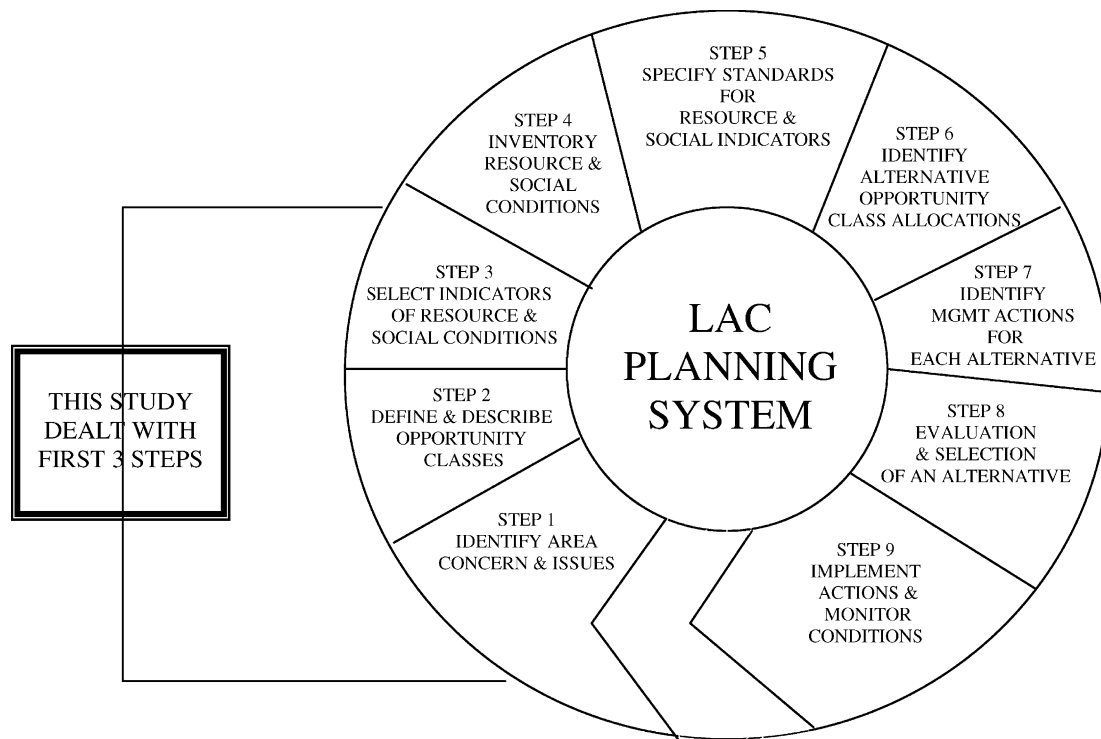 STEP 1
IDENTIFY AREA
CONCERN & ISSUES
STEP 2
DEFINE & DESCRIBE
OPPORTUNITY
CLASSES
STEP 3
SELECT INDICATORS
OF RESOURCE &
SOCIAL CONDITIONS
STEP 4
INVENTORY
RESOURCE &
SOCIAL
CONDITIONS
STEP 5
SPECIFY STANDARDS
FOR
RESOURCE &
SOCIAL INDICATORS
STEP 6
IDENTIFY
ALTERNATIVE
OPPORTUNITY
CLASS ALLOCATIONS
STEP 7
IDENTIFY
MGMT ACTIONS
FOR
EACH ALTERNATIVE
STEP 8
EVALUATION
& SELECTION
OF AN ALTERNATIVE
STEP 9
IMPLEMENT
ACTIONS &
MONITOR
CONDITIONS
LAC
PLANNING
SYSTEM
THIS STUDY
DEALT WITH
FIRST 3 STEPS